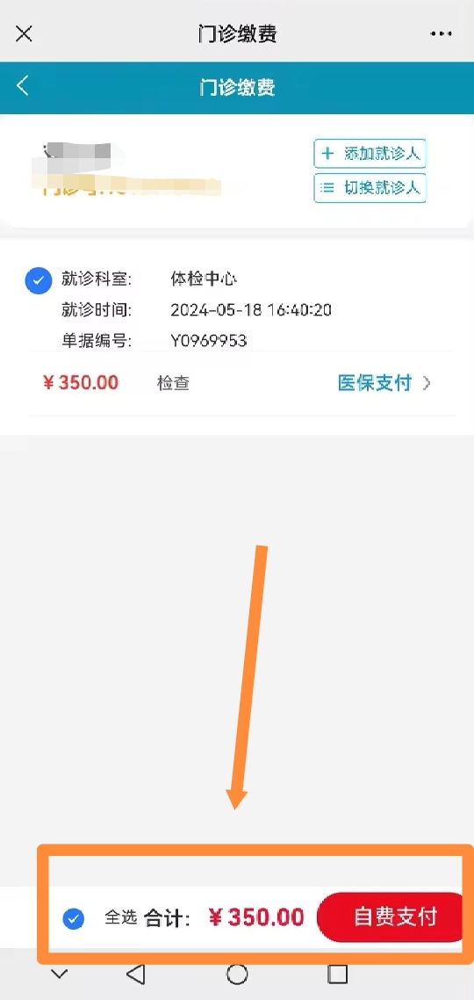 门诊缴费
门诊缴费
+ 添加就诊人
切换就诊人
就诊科室: 体检中心
就诊时间: 2024-05-18 16:40:20
单据编号: Y0969953
¥350.00 检查 医保支付
全选 合计: ¥350.00 自费支付